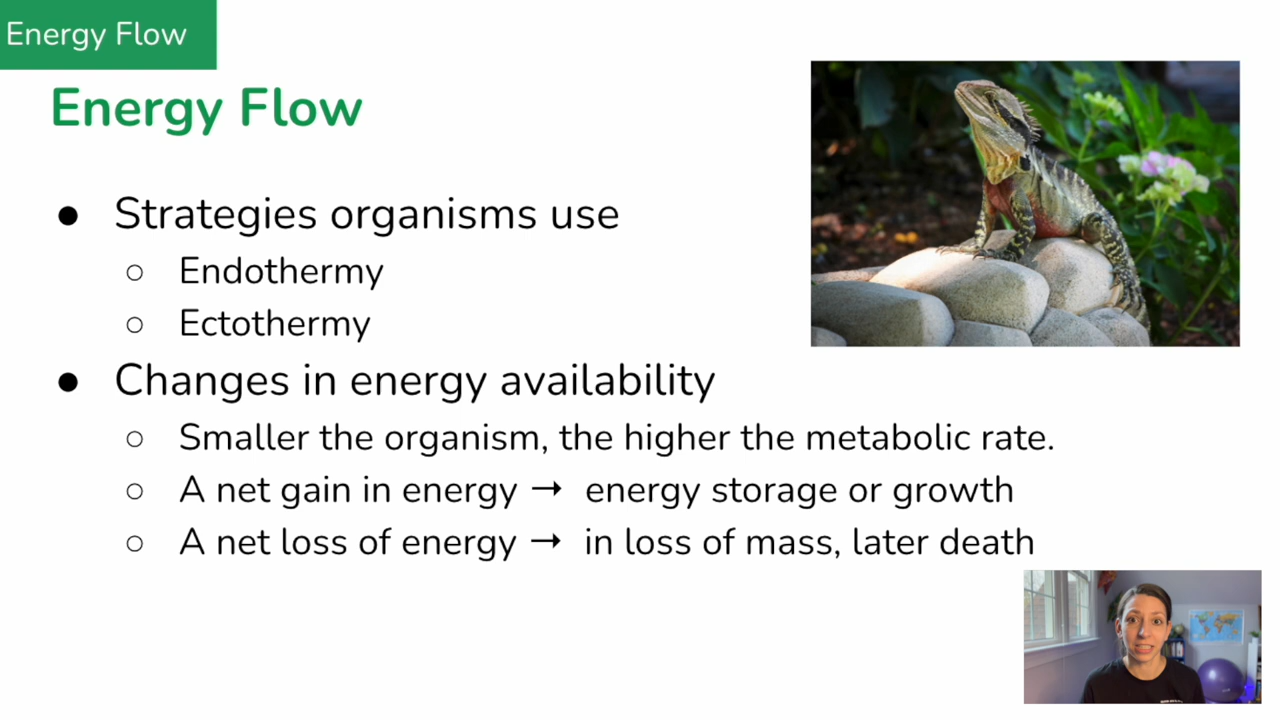 Energy Flow
Energy Flow
● Strategies organisms use
○ Endothermy
○ Ectothermy
● Changes in energy availability
○ Smaller the organism, the higher the metabolic rate.
○ A net gain in energy → energy storage or growth
○ A net loss of energy → in loss of mass, later death